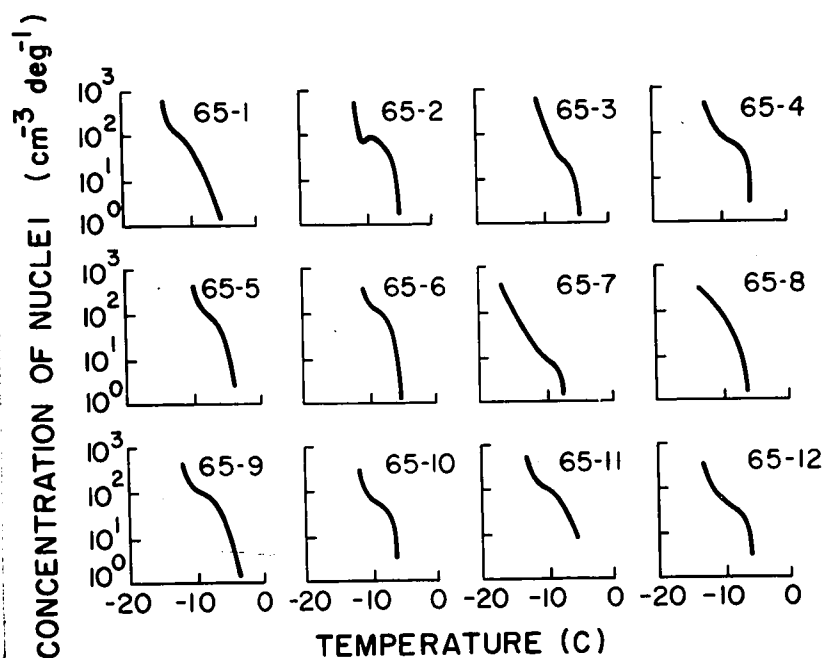 CONCENTRATION OF NUCLEI (cm⁻³ deg⁻¹)
10³ 10² 10¹ 10⁰
65-1 65-2 65-3 65-4
10³ 10² 10¹ 10⁰
65-5 65-6 65-7 65-8
10³ 10² 10¹ 10⁰
65-9 65-10 65-11 65-12
-20 -10 0 -20 -10 0 -20 -10 0 -20 -10 0
TEMPERATURE (C)